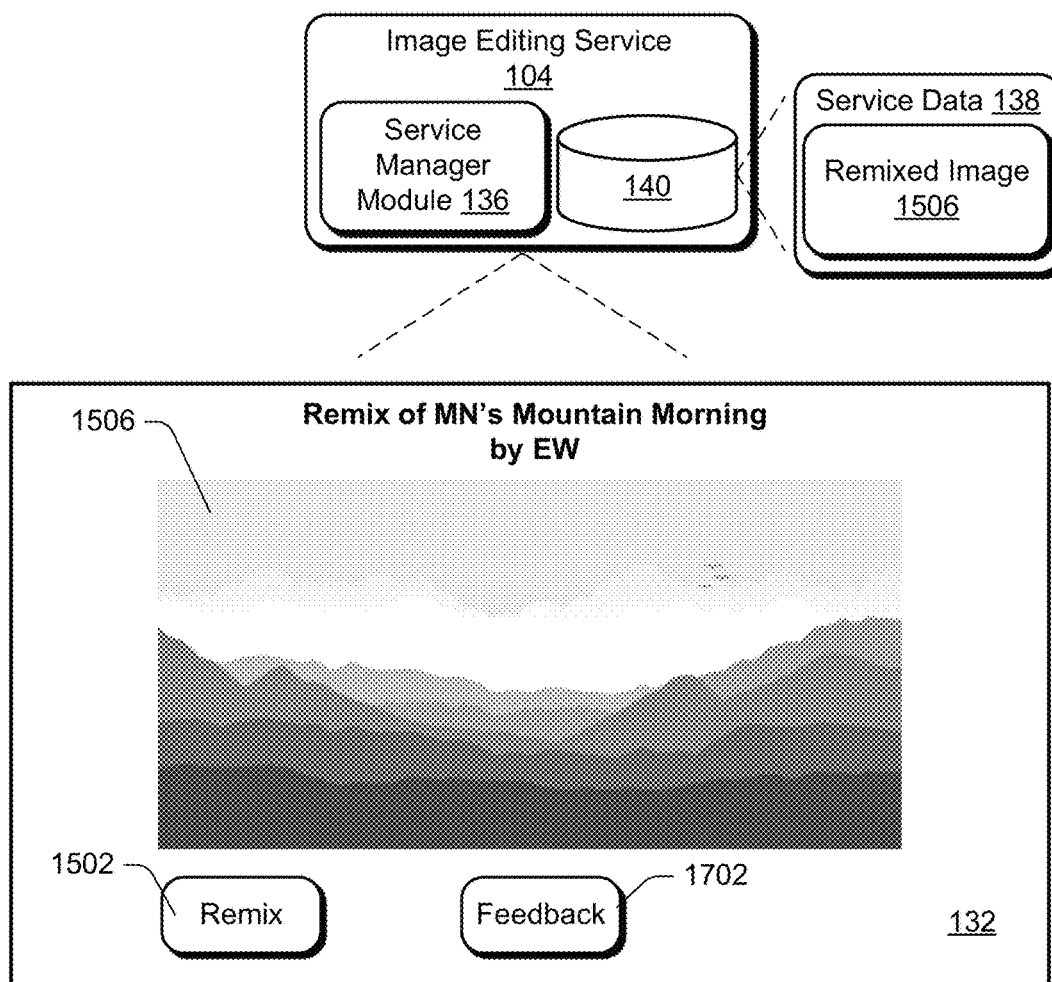 Image Editing Service
104
Service
Manager
Module 136
140
Service Data 138
Remixed Image
1506
1506
Remix of MN's Mountain Morning
by EW
1502
Remix
Feedback
1702
132